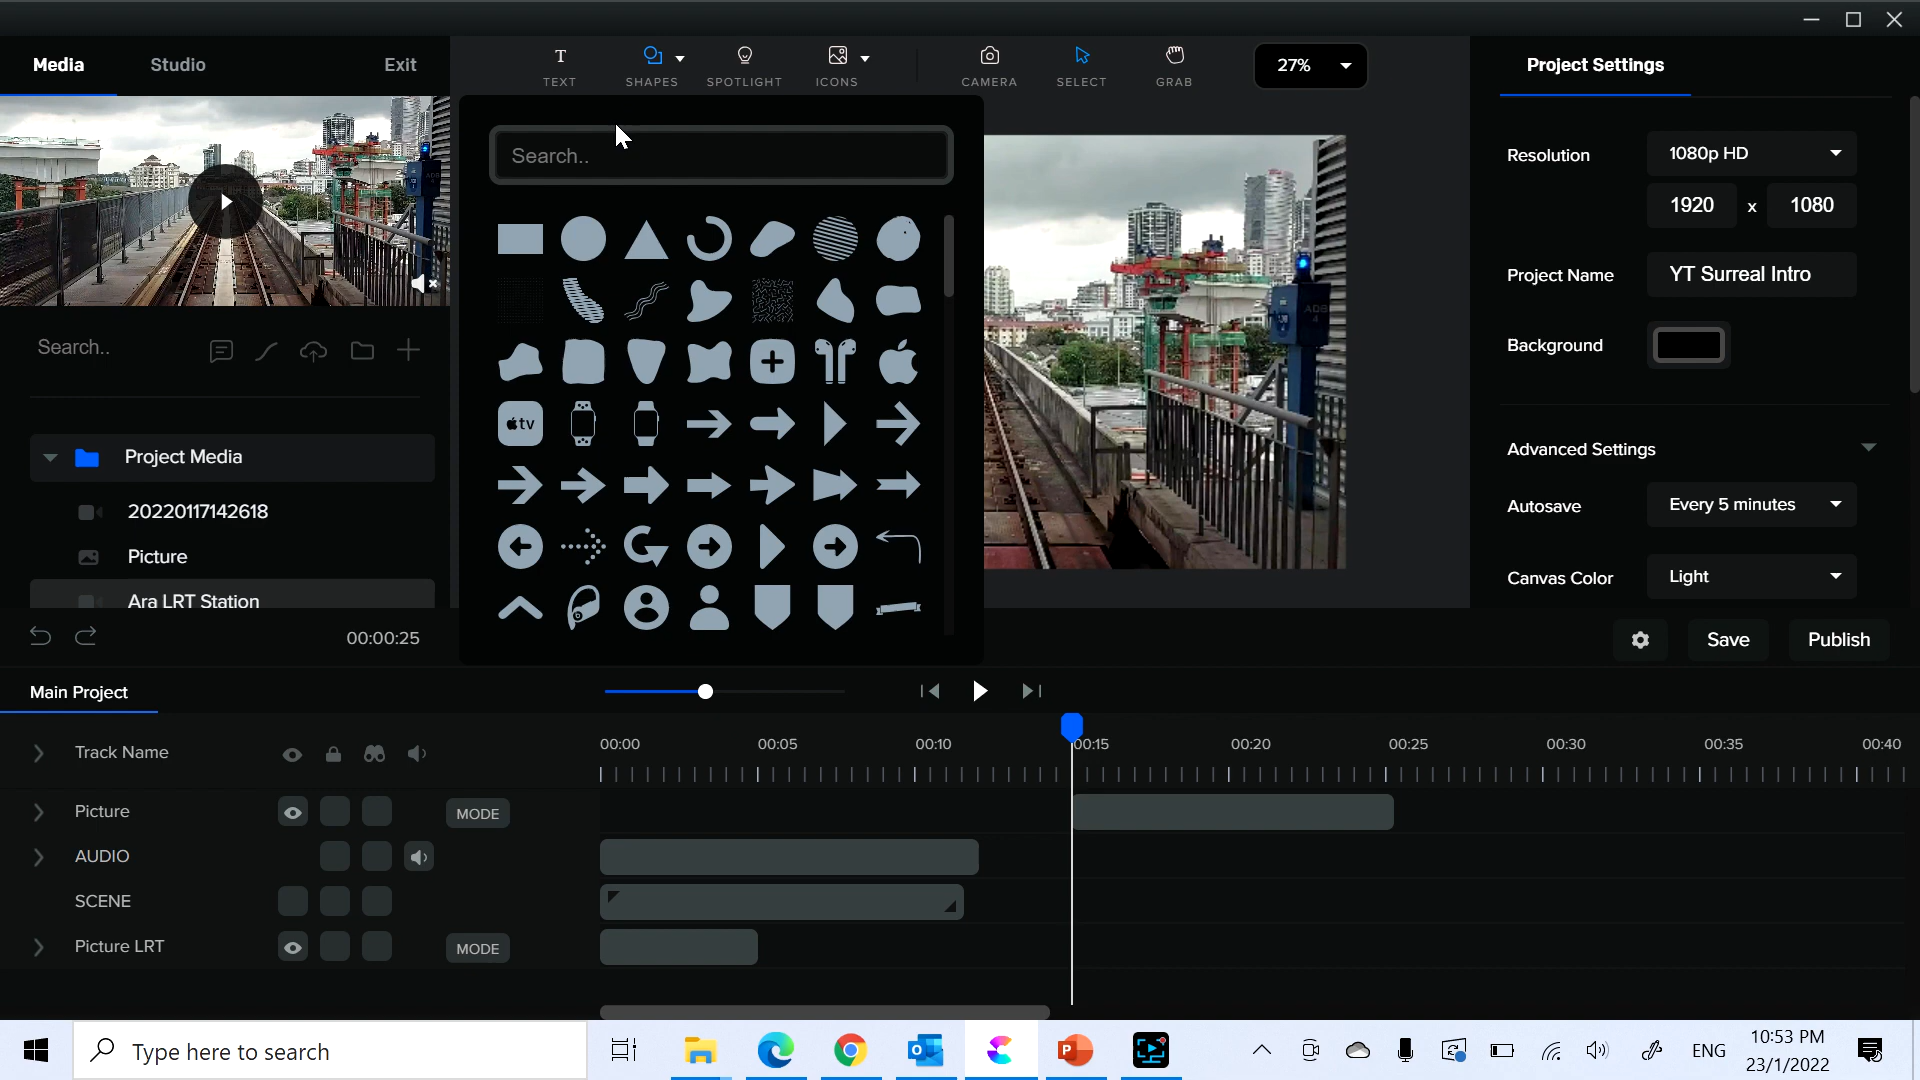 Media
Studio
Exit
TEXT
SHAPES
SPOTLIGHT
ICONS
CAMERA
SELECT
GRAB
27%
Project Settings
Search..
Resolution
1080p HD
1920 x 1080
Project Name
YT Surreal Intro
Background
Search..
tv
Project Media
20220117142618
Picture
Ara LRT Station
Advanced Settings
Autosave
Every 5 minutes
Canvas Color
Light
00:00:25
Save
Publish
Main Project
Track Name
00:00
00:05
00:10
00:15
00:20
00:25
00:30
00:35
00:40
Picture
MODE
AUDIO
SCENE
Picture LRT
MODE
Type here to search
ENG
10:53 PM
23/1/2022